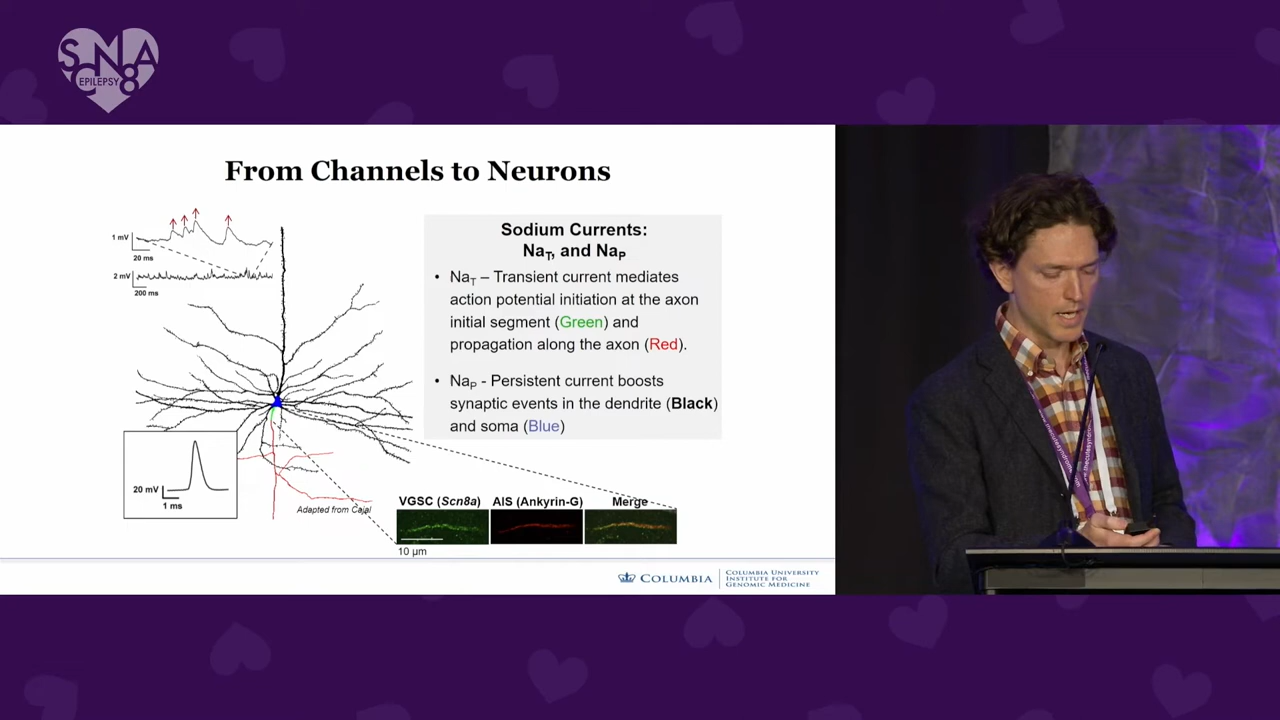 SCN8A
EPILEPSY
From Channels to Neurons
1 mV
20 ms
2 mV
200 ms
Sodium Currents:
NaT, and NaP
• NaT – Transient current mediates
action potential initiation at the axon
initial segment (Green) and
propagation along the axon (Red).
• NaP - Persistent current boosts
synaptic events in the dendrite (Black)
and soma (Blue)
20 mV
1 ms
Adapted from Cajal
VGSC (Scn8a) AIS (Ankyrin-G) Merge
10 µm
COLUMBIA
COLUMBIA UNIVERSITY
INSTITUTE FOR
GENOMIC MEDICINE